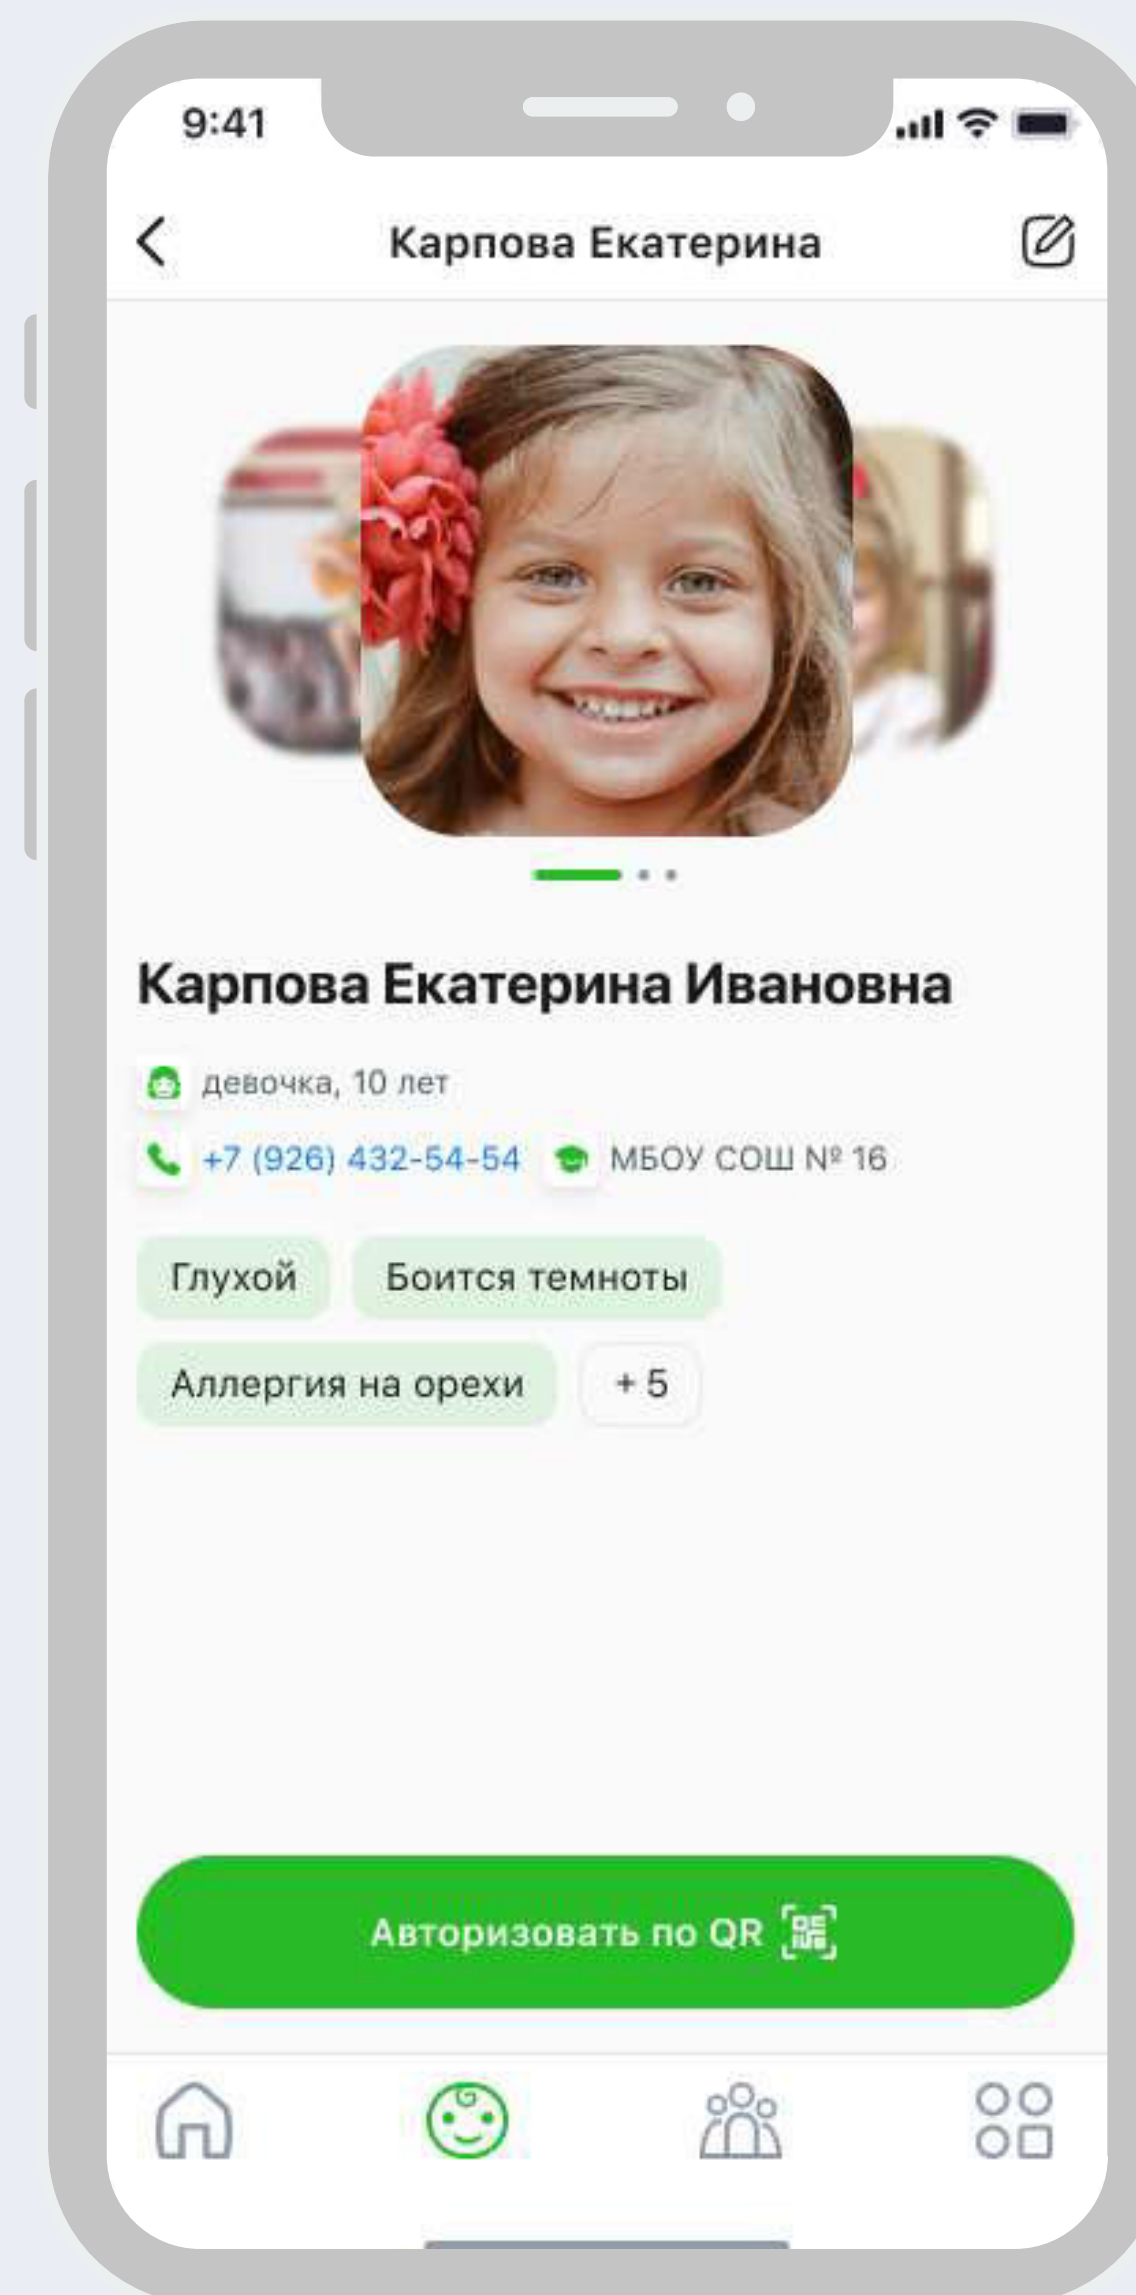 9:41
Карпова Екатерина
Карпова Екатерина Ивановна
девочка, 10 лет
+7 (926) 432-54-54 МБОУ СОШ № 16
Глухой Боится темноты
Аллергия на орехи + 5
Авторизовать по QR